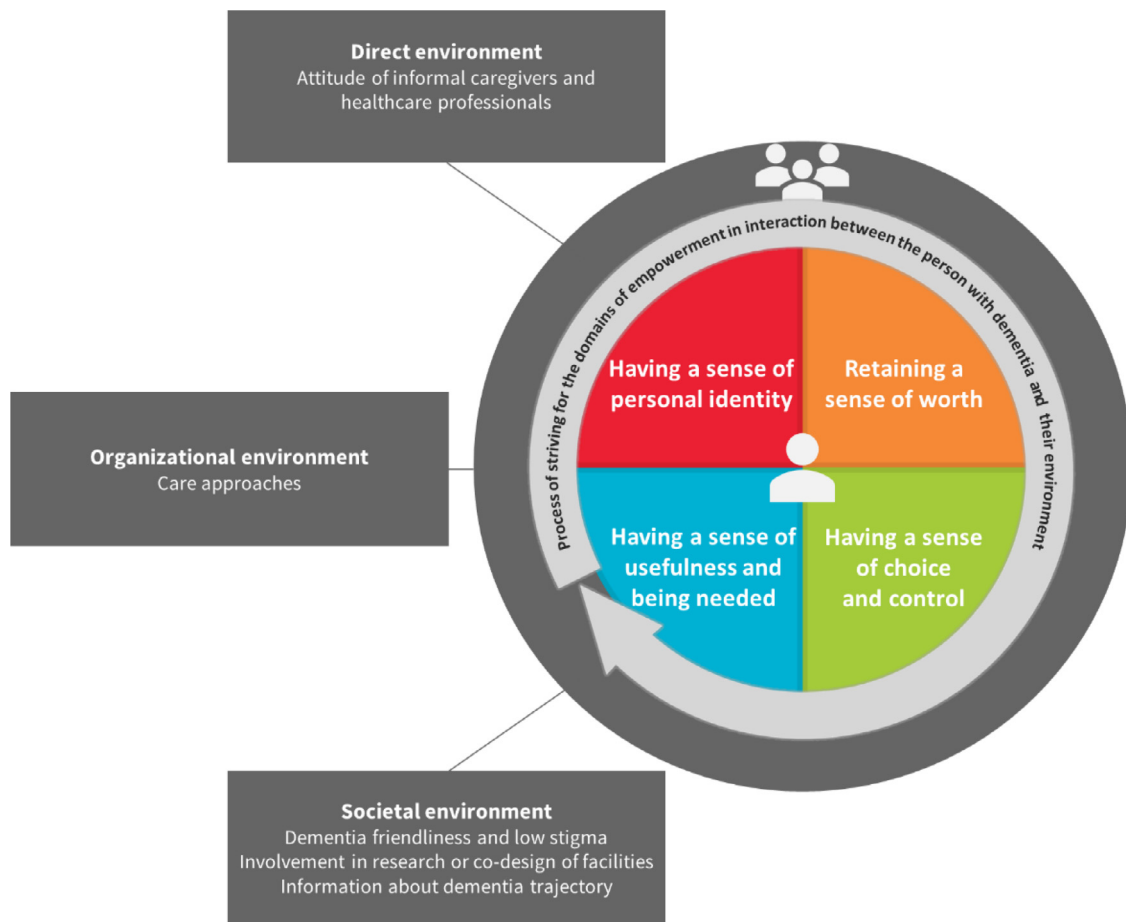 Direct environment
Attitude of informal caregivers and
healthcare professionals
Process of striving for the domains of empowerment in interaction between the person with dementia and their environment
Having a sense of
personal identity
Retaining a
sense of worth
Organizational environment
Care approaches
Having a sense of
usefulness and
being needed
Having a sense
of choice
and control
Societal environment
Dementia friendliness and low stigma
Involvement in research or co-design of facilities
Information about dementia trajectory